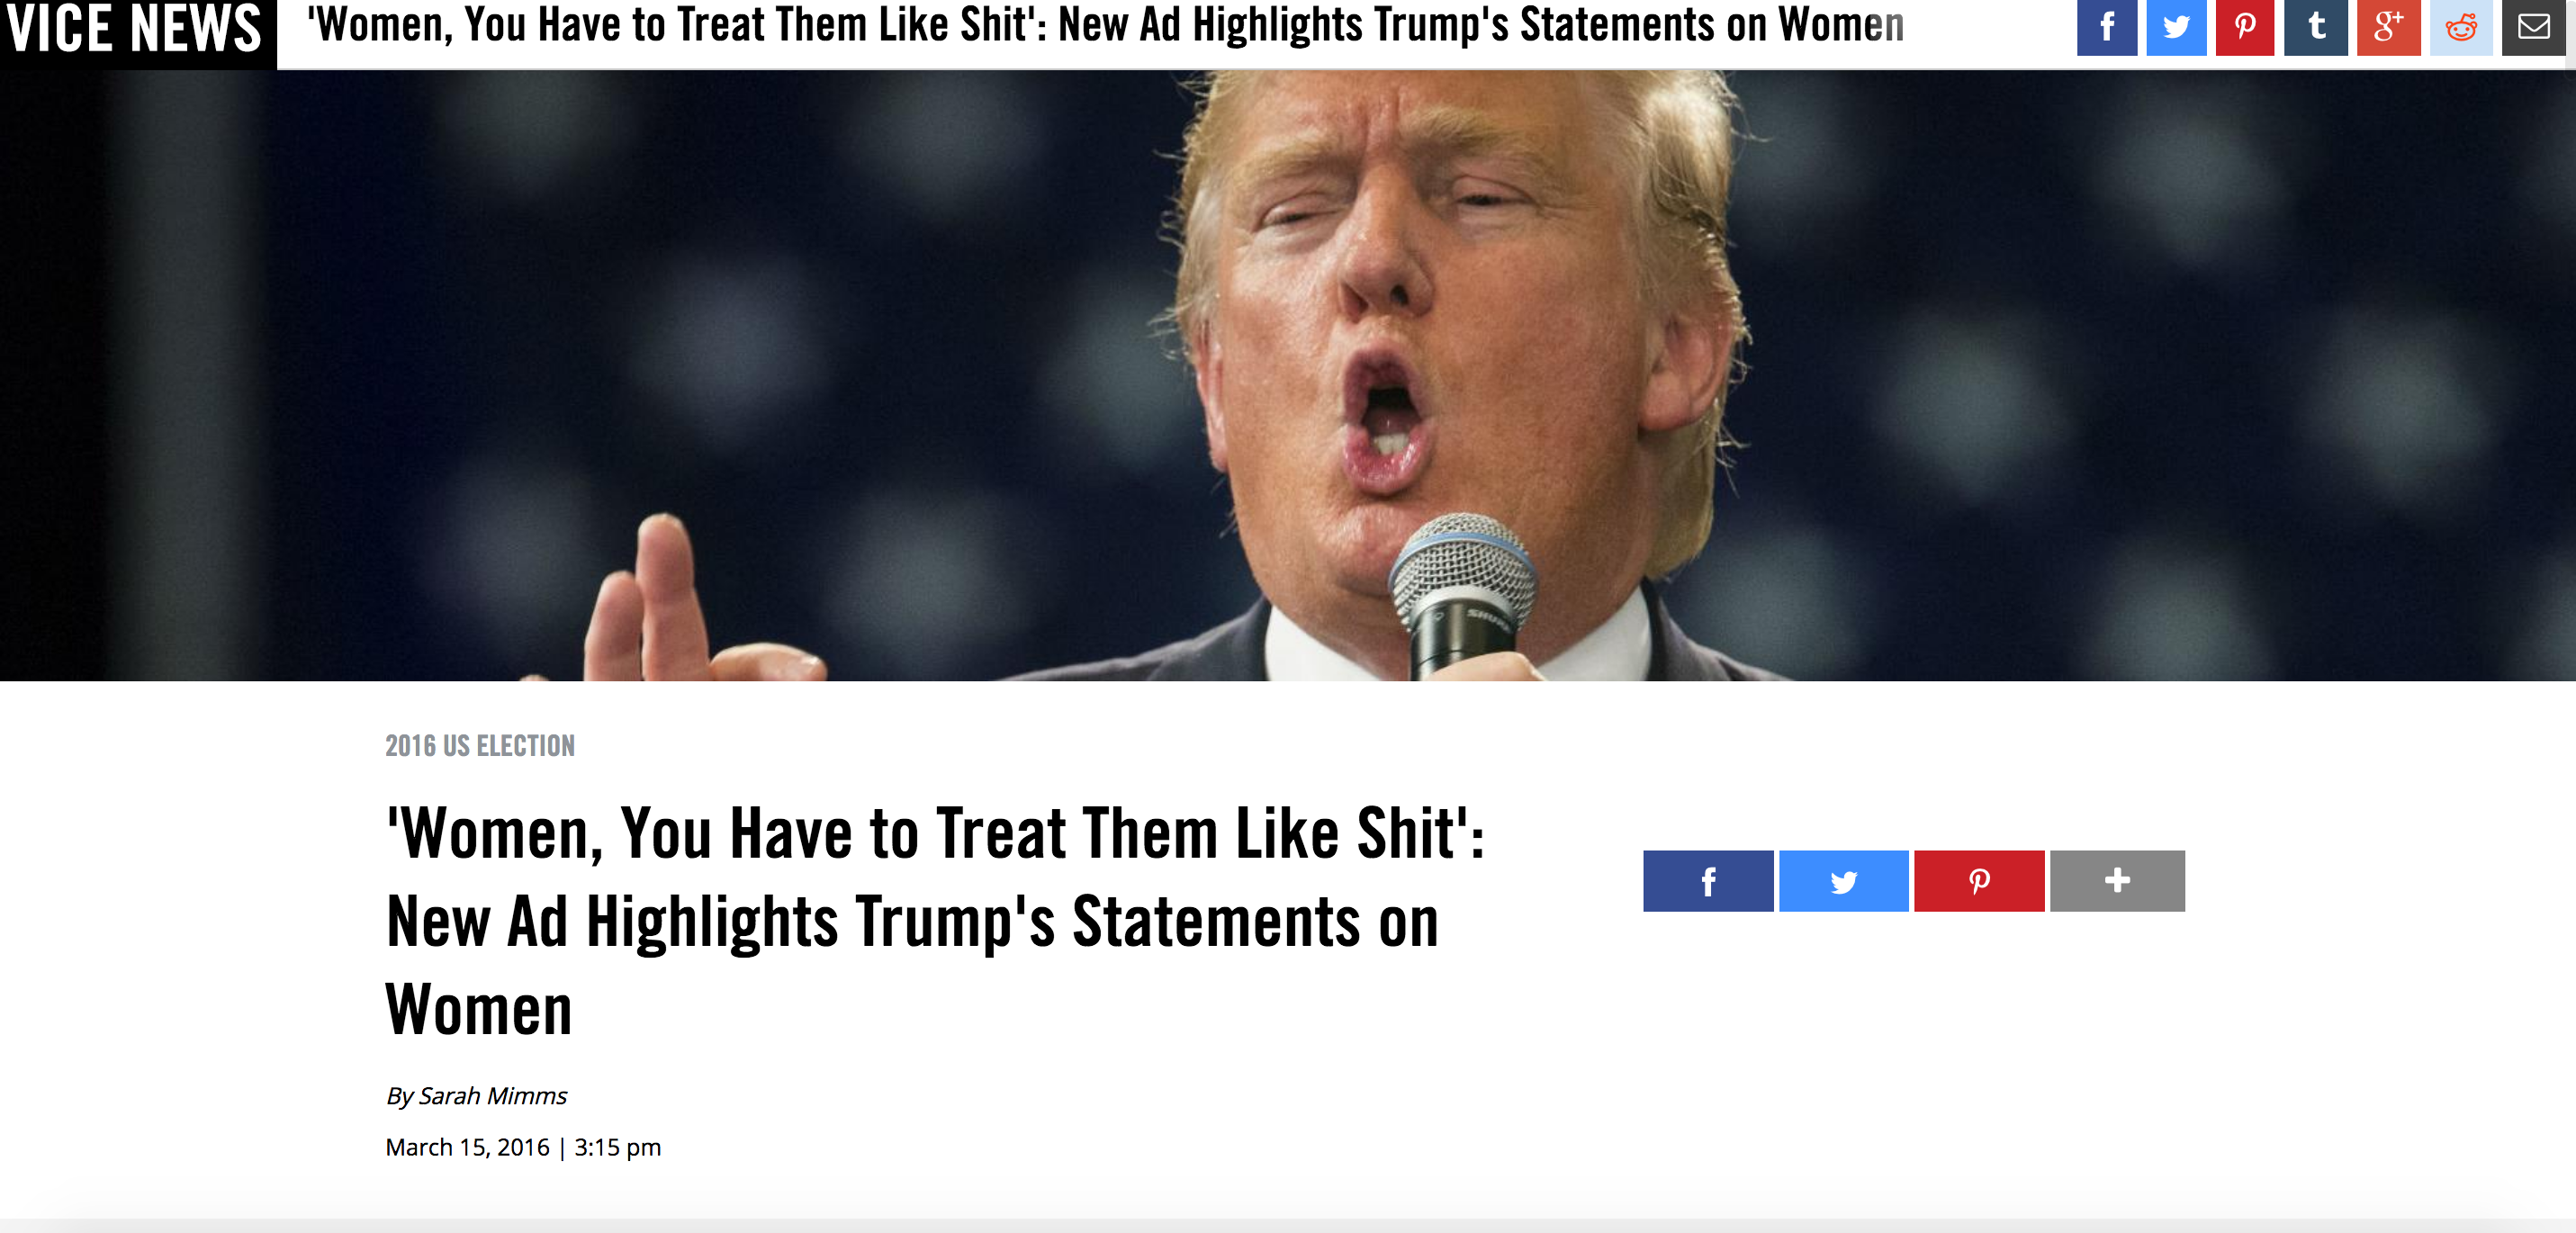 VICE NEWS
'Women, You Have to Treat Them Like Shit': New Ad Highlights Trump's Statements on Women
SHURE
2016 US ELECTION
'Women, You Have to Treat Them Like Shit':
New Ad Highlights Trump's Statements on
Women
By Sarah Mimms
March 15, 2016 | 3:15 pm